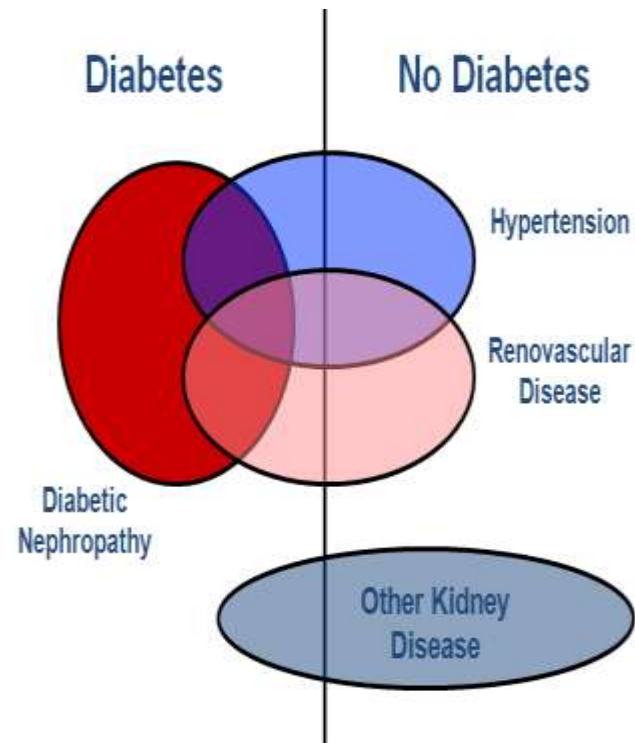 Diabetes
No Diabetes
Hypertension
Renovascular
Disease
Diabetic
Nephropathy
Other Kidney
Disease